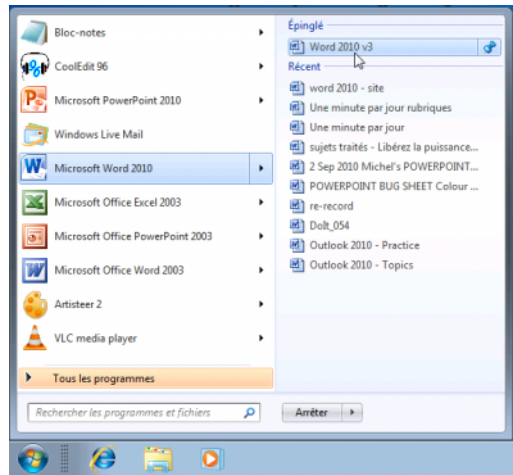 Bloc-notes
CoolEdit 96
Microsoft PowerPoint 2010
Windows Live Mail
Microsoft Word 2010
Microsoft Office Excel 2003
Microsoft Office PowerPoint 2003
Microsoft Office Word 2003
Artisteer 2
VLC media player
Tous les programmes
Rechercher les programmes et fichiers
Épinglé
Word 2010 v3
Récent
word 2010 - site
Une minute par jour rubriques
Une minute par jour
sujets traités - Libérez la puissance...
2 Sep 2010 Michel's POWERPOINT...
POWERPOINT BUG SHEET Colour ...
re-record
DoIt_054
Outlook 2010 - Practice
Outlook 2010 - Topics
Arrêter